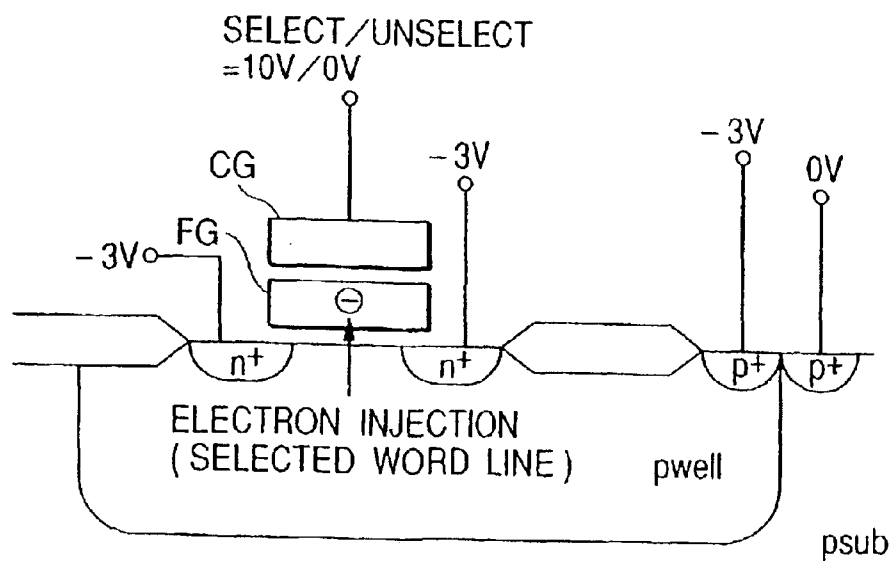 SELECT/UNSELECT
=10V/0V
CG
-3V
-3V
0V
FG
-3V
n+
n+
p+
p+
ELECTRON INJECTION
(SELECTED WORD LINE)
pwell
psub